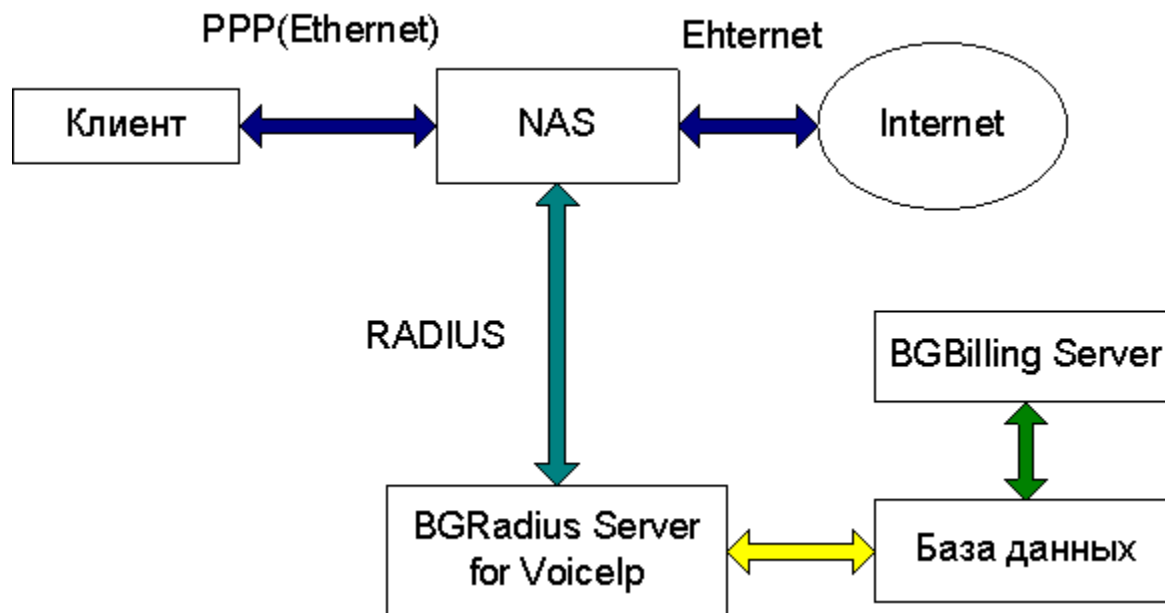 PPP(Ethernet)
Ehternet
Клиент
NAS
Internet
RADIUS
BGBilling Server
BGRadius Server
for VoiceIp
База данных